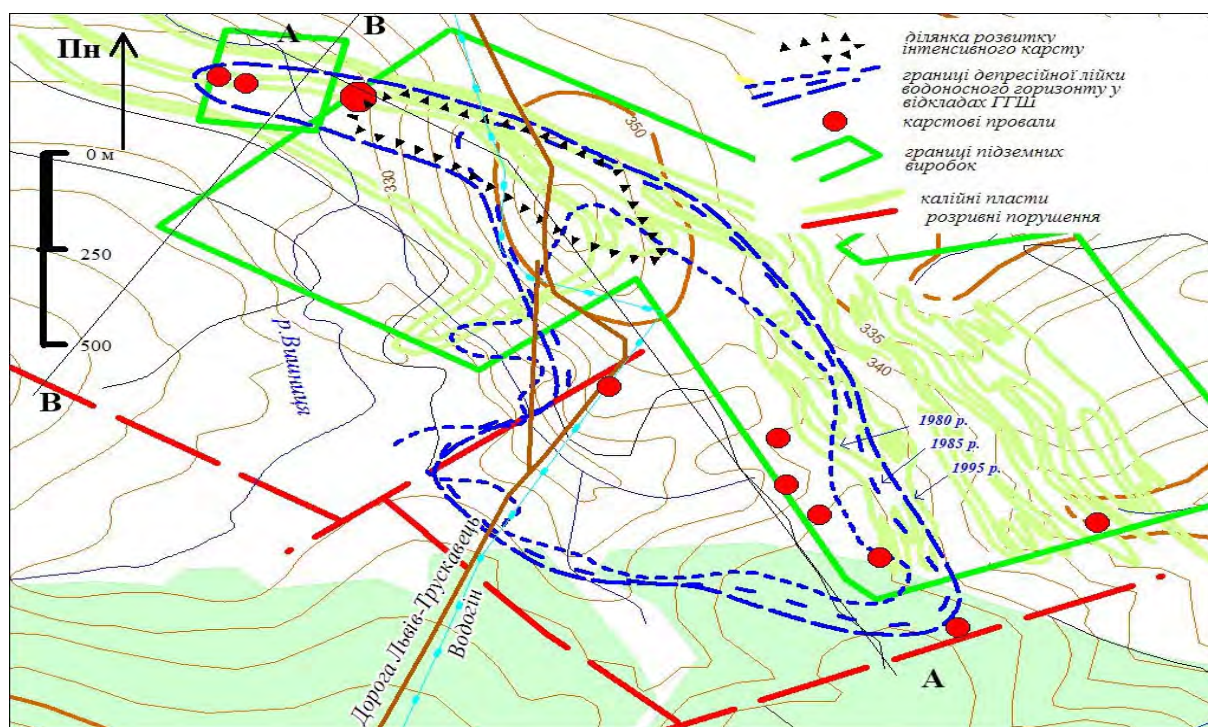 А
В
Пн
0 м
250
500
В
р.Вишниця
330
350
335
340
1980 р.
1985 р.
1995 р.
Дорога Львів-Трускавець
Водогін
А
ділянка розвитку
інтенсивного карсту
границі депресійної лійки
водоносного горизонту у
відкладах ГГШ
карстові провали
границі підземних
виробок
калійні пласти
розривні порушення